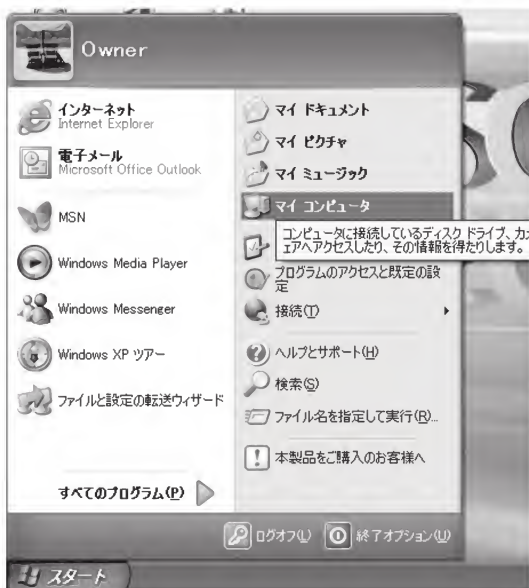 Owner
インターネット
Internet Explorer
電子メール
Microsoft Office Outlook
MSN
Windows Media Player
Windows Messenger
Windows XP ツアー
ファイルと設定の転送ウィザード
すべてのプログラム(P)
マイ ドキュメント
マイ ピクチャ
マイ ミュージック
マイ コンピュータ
コンピュータに接続しているディスク ドライブ、カ
ェアへアクセスしたり、その情報を得たりします。
プログラムのアクセスと既定の設
定
接続(T)
ヘルプとサポート(H)
検索(S)
ファイル名を指定して実行(R)...
本製品をご購入のお客様へ
ログオフ(L)
終了オプション(U)
スタート